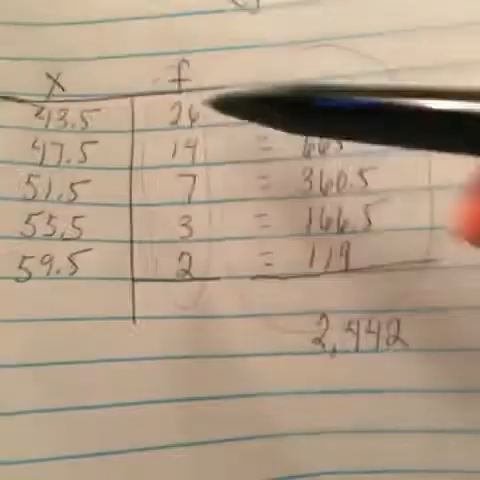 x f
43.5 26
47.5 14 = 665
51.5 7 = 360.5
55.5 3 = 166.5
59.5 2 = 119
2,442